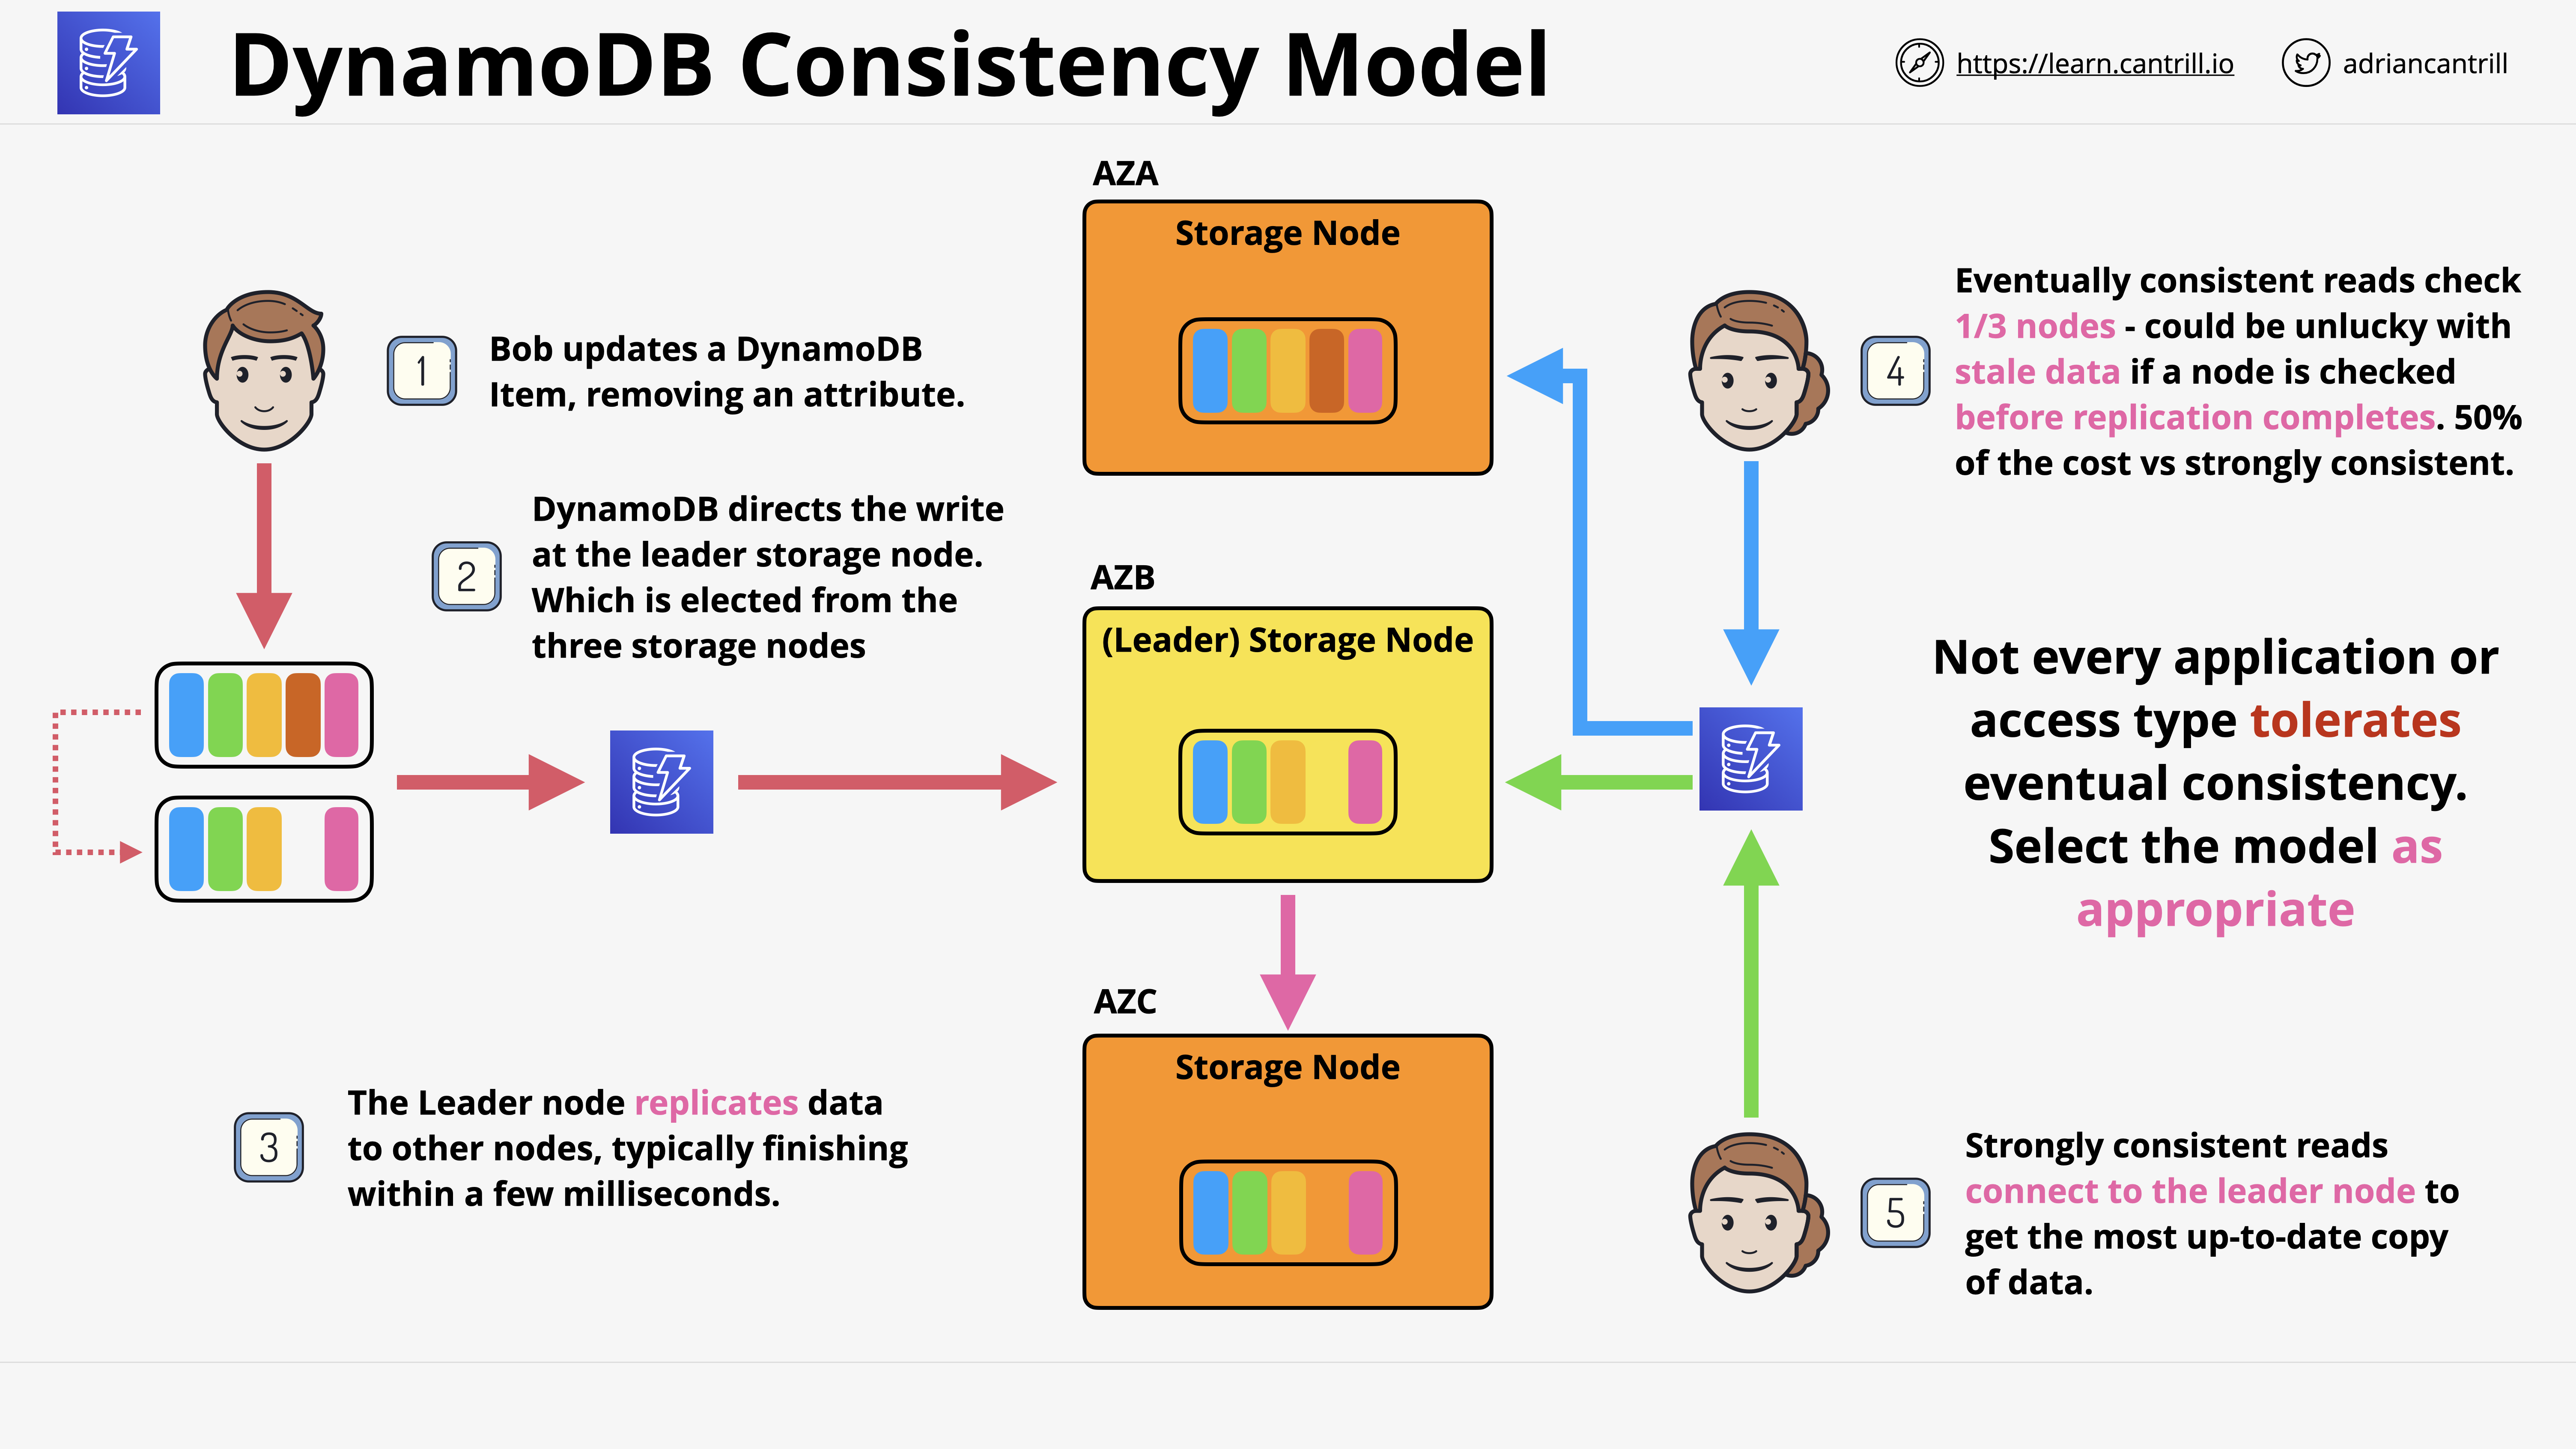 DynamoDB Consistency Model
https://learn.cantrill.io
adriancantrill
1
Bob updates a DynamoDB
Item, removing an attribute.
2
DynamoDB directs the write
at the leader storage node.
Which is elected from the
three storage nodes
3
The Leader node replicates data
to other nodes, typically finishing
within a few milliseconds.
AZA
Storage Node
AZB
(Leader) Storage Node
AZC
Storage Node
4
Eventually consistent reads check
1/3 nodes - could be unlucky with
stale data if a node is checked
before replication completes. 50%
of the cost vs strongly consistent.
Not every application or
access type tolerates
eventual consistency.
Select the model as
appropriate
5
Strongly consistent reads
connect to the leader node to
get the most up-to-date copy
of data.